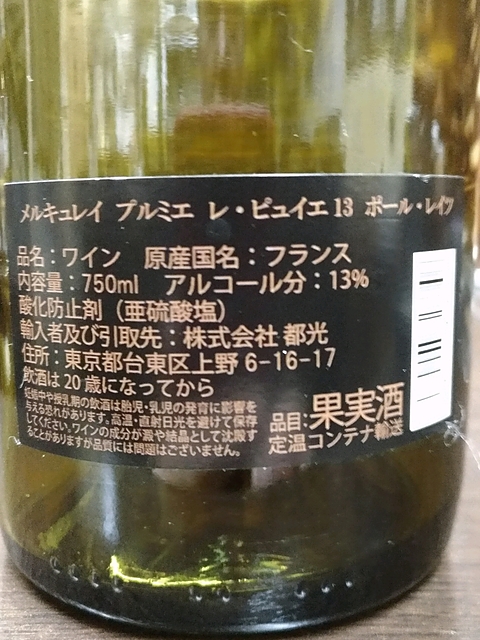 メルキュレイ プルミエ レ・ピュイエ 13 ポール・レイツ
品名：ワイン 原産国名：フランス
内容量：750ml アルコール分：13%
酸化防止剤（亜硫酸塩）
輸入者及び引取先：株式会社 都光
住所：東京都台東区上野 6-16-17
飲酒は 20 歳になってから
妊娠中や授乳期の飲酒は胎児・乳児の発育に影響を
与える恐れがあります。高温・直射日光を避けて保存
してください。ワインの成分が澱や結晶として沈殿す
ることがありますが品質には問題はございません。
品目：果実酒
定温コンテナ輸送